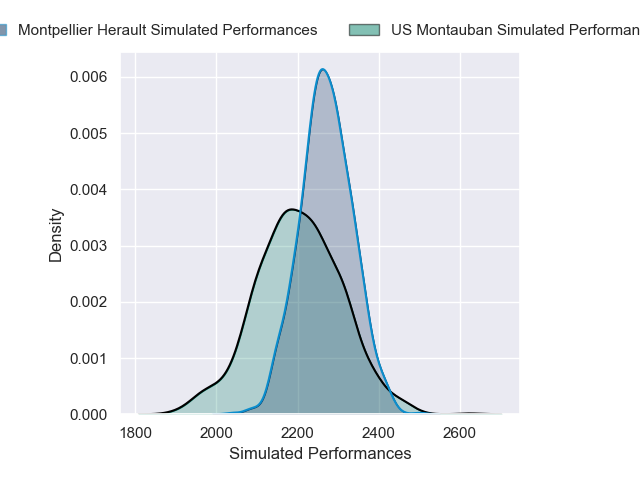 Montpellier Herault Simulated Performances
US Montauban Simulated Performan
0.006
0.005
0.004
0.003
0.002
0.001
0.000
Density
1800 2000 2200 2400 2600
Simulated Performances